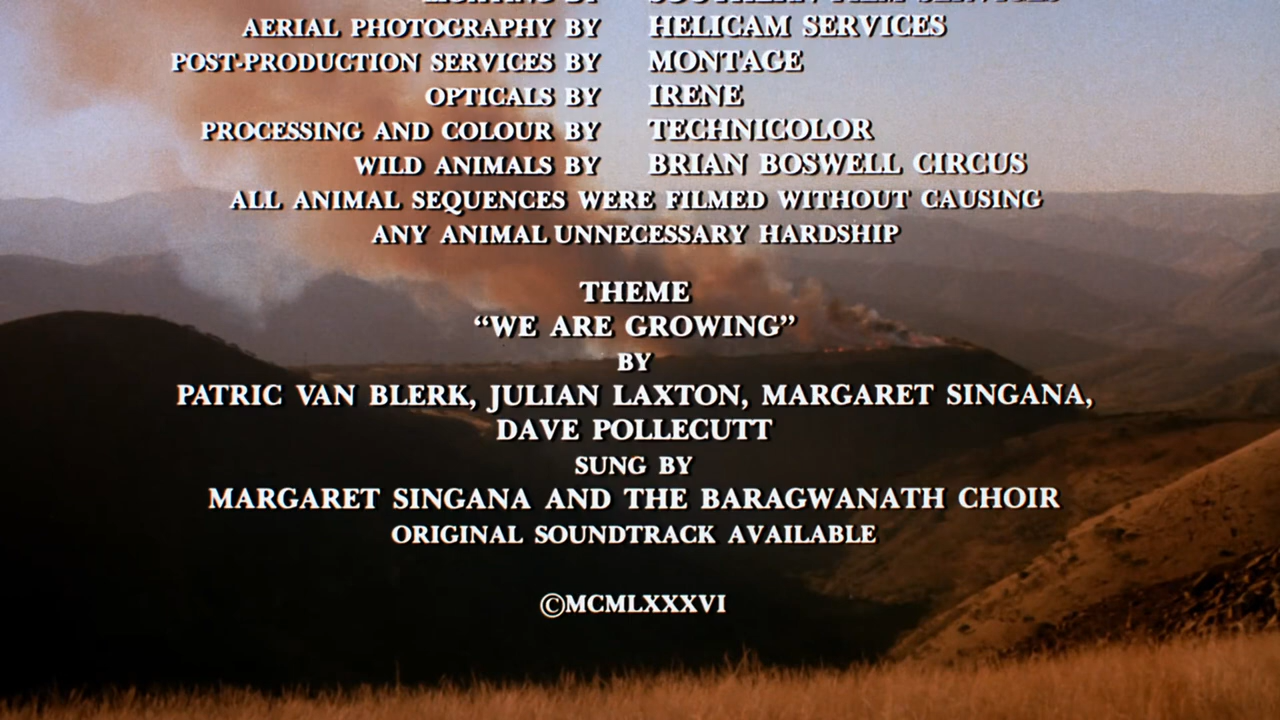 AERIAL PHOTOGRAPHY BY HELICAM SERVICES
POST-PRODUCTION SERVICES BY MONTAGE
OPTICALS BY IRENE
PROCESSING AND COLOUR BY TECHNICOLOR
WILD ANIMALS BY BRIAN BOSWELL CIRCUS
ALL ANIMAL SEQUENCES WERE FILMED WITHOUT CAUSING
ANY ANIMAL UNNECESSARY HARDSHIP
THEME
“WE ARE GROWING”
BY
PATRIC VAN BLERK, JULIAN LAXTON, MARGARET SINGANA,
DAVE POLLECUTT
SUNG BY
MARGARET SINGANA AND THE BARAGWANATH CHOIR
ORIGINAL SOUNDTRACK AVAILABLE
©MCMLXXXVI